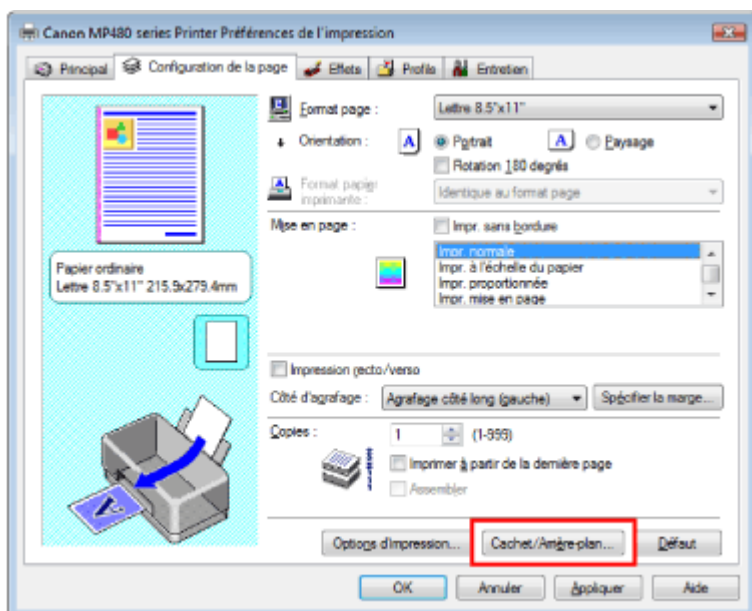 Canon MP480 series Printer Préférences de l'impression
Principal Configuration de la page Effets Profils Entretien
Format page : Lettre 8.5"x11"
Orientation : A Portrait A Paysage
Rotation 180 degrés
Format papier imprimante : Identique au format page
Mise en page : Impr. sans bordure
Impr. normale
Impr. à l'échelle du papier
Impr. proportionnée
Impr. mise en page
Papier ordinaire
Lettre 8.5"x11" 215.9x279.4mm
Impression recto/verso
Côté d'agrafage : Agrafage côté long (gauche) Spécifier la marge...
Copies : 1 (1-999)
Imprimer à partir de la dernière page
Assembler
Options d'impression... Cachet/Arrière-plan... Défaut
OK Annuler Appliquer Aide